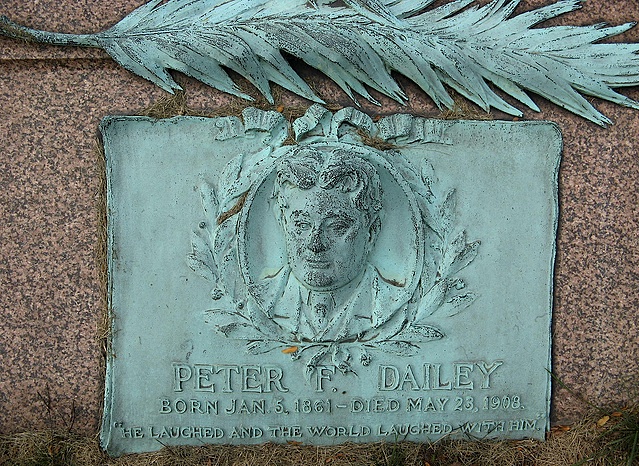 PETER F. DAILEY
BORN JAN. 5, 1861 – DIED MAY 23, 1908.
"HE LAUGHED AND THE WORLD LAUGHED WITH HIM.